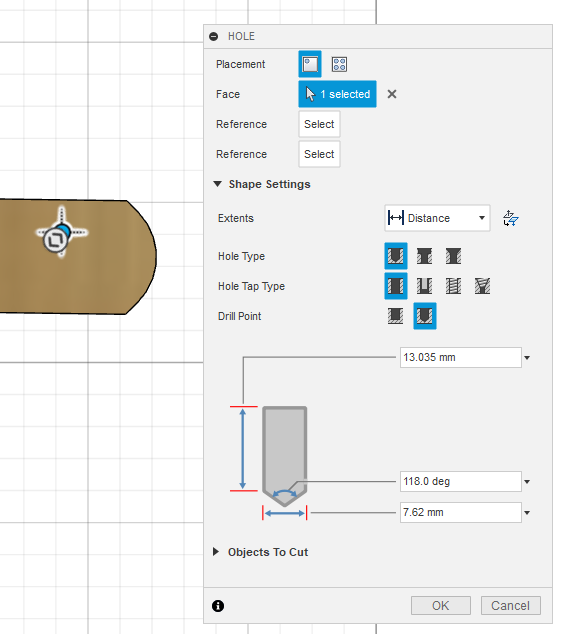 HOLE
Placement
Face 1 selected
Reference Select
Reference Select
Shape Settings
Extents Distance
Hole Type
Hole Tap Type
Drill Point
13.035 mm
118.0 deg
7.62 mm
Objects To Cut
OK Cancel